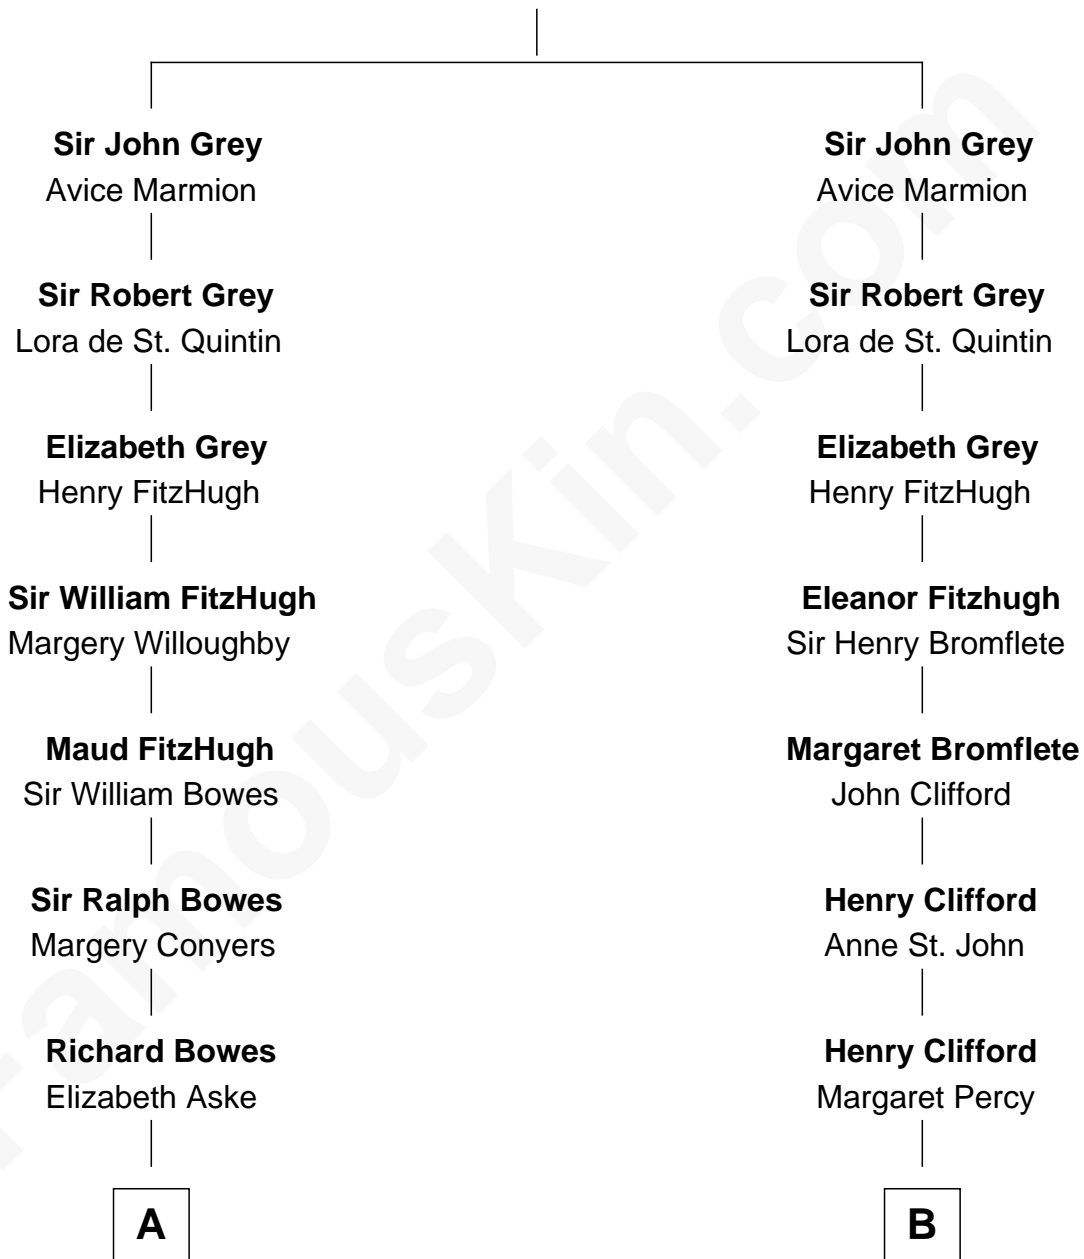 Sir John Grey
Avice Marmion
Sir Robert Grey
Lora de St. Quintin
Elizabeth Grey
Henry FitzHugh
Sir William FitzHugh
Margery Willoughby
Maud FitzHugh
Sir William Bowes
Sir Ralph Bowes
Margery Conyers
Richard Bowes
Elizabeth Aske
A
Sir John Grey
Avice Marmion
Sir Robert Grey
Lora de St. Quintin
Elizabeth Grey
Henry FitzHugh
Eleanor Fitzhugh
Sir Henry Bromflete
Margaret Bromflete
John Clifford
Henry Clifford
Anne St. John
Henry Clifford
Margaret Percy
B
FamousKin.com